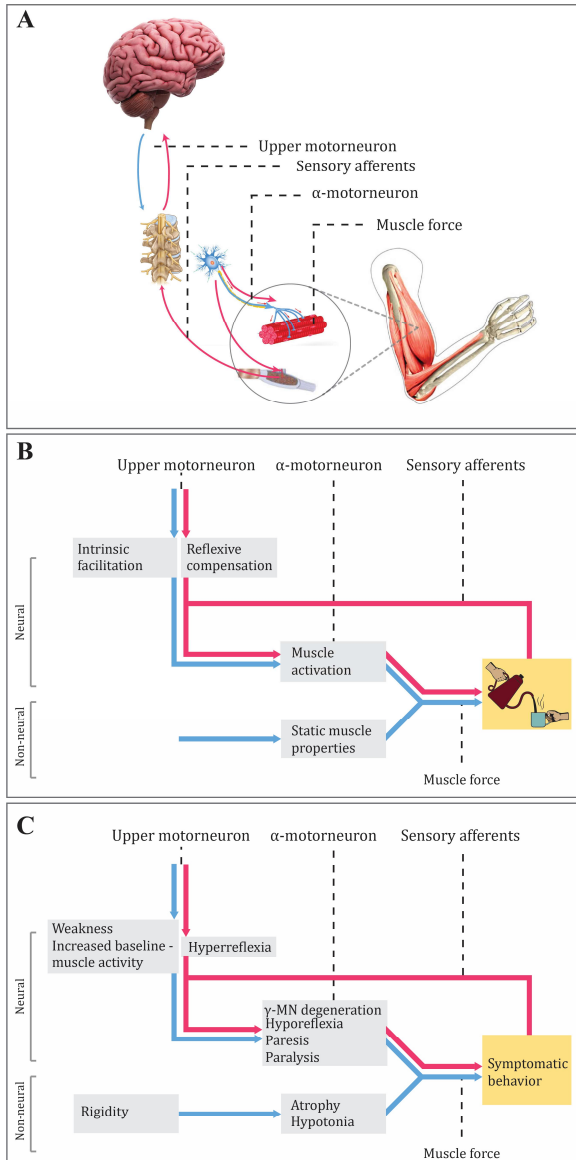 A
Upper motorneuron
Sensory afferents
α-motorneuron
Muscle force
B
Upper motorneuron
α-motorneuron
Sensory afferents
Neural
Intrinsic
facilitation
Reflexive
compensation
Muscle
activation
Non-neural
Static muscle
properties
Muscle force
C
Upper motorneuron
α-motorneuron
Sensory afferents
Neural
Weakness
Increased baseline -
muscle activity
Hyperreflexia
γ-MN degeneration
Hyporeflexia
Paresis
Paralysis
Symptomatic
behavior
Non-neural
Rigidity
Atrophy
Hypotonia
Muscle force